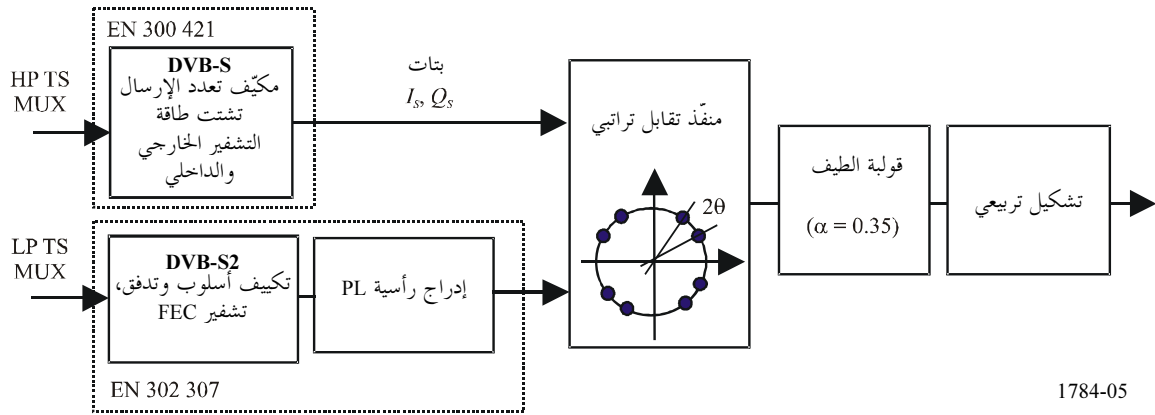 EN 300 421
HP TS
MUX
DVB-S
مكيّف تعدد الإرسال
تشتت طاقة
التشفير الخارجي
والداخلي
بتات
I_s, Q_s
منفّذ تقابل تراتبي
2θ
قولبة الطيف
(α = 0.35)
تشكيل تربيعي
LP TS
MUX
DVB-S2
تكييف أسلوب وتدفق،
تشفير FEC
إدراج رأسية PL
EN 302 307
1784-05